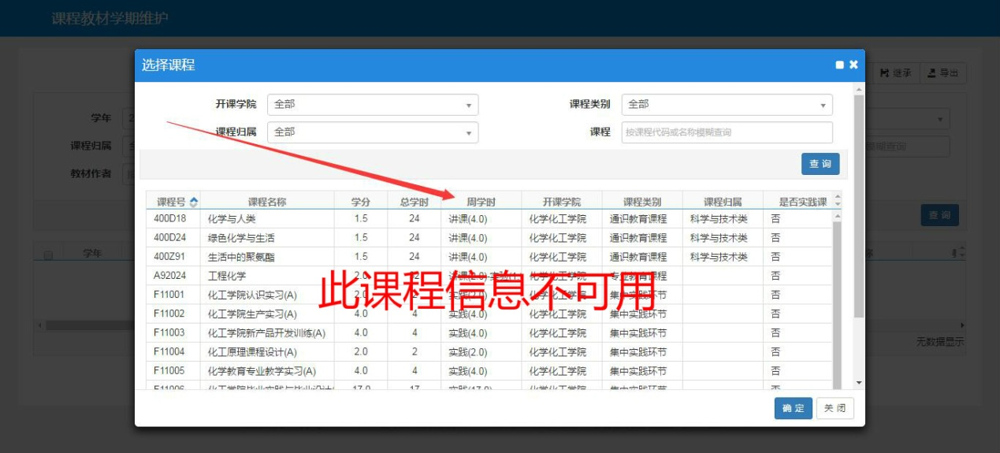 课程教材学期维护
选择课程
继承 导出
开课学院 全部 课程类别 全部
学年 2
课程归属 全部 课程 按课程代码或名称模糊查询
课程归属 模糊查询
教材作者
查询
查询
课程号 课程名称 学分 总学时 周学时 开课学院 课程类别 课程归属 是否实践课
400D18 化学与人类 1.5 24 讲课(4.0) 化学化工学院 通识教育课程 科学与技术类 否
400D24 绿色化学与生活 1.5 24 讲课(4.0) 化学化工学院 通识教育课程 科学与技术类 否
学年
400Z91 生活中的聚氨酯 1.5 24 讲课(4.0) 化学化工学院 通识教育课程 科学与技术类 否
A92024 工程化学 2.0 讲课(2.0) 化学化工学院 专业教育课程 否
此课程信息不可用
F11001 化工学院认识实习(A) 2.0 2 实践(2.0) 化学化工学院 集中实践环节 否
F11002 化工学院生产实习(A) 4.0 4 实践(4.0) 化学化工学院 集中实践环节 否
F11003 化工学院新产品开发训练(A) 4.0 4 实践(4.0) 化学化工学院 集中实践环节 否
无数据显示
F11004 化工原理课程设计(A) 2.0 2 实践(2.0) 化学化工学院 集中实践环节 否
F11005 化学教育专业教学实习(A) 4.0 4 实践(4.0) 化学化工学院 集中实践环节 否
F11006 化工学院毕业实践与毕业设计( 17.0 17 实践(17.0) 化学化工学院 集中实践环节 否
确定 关闭